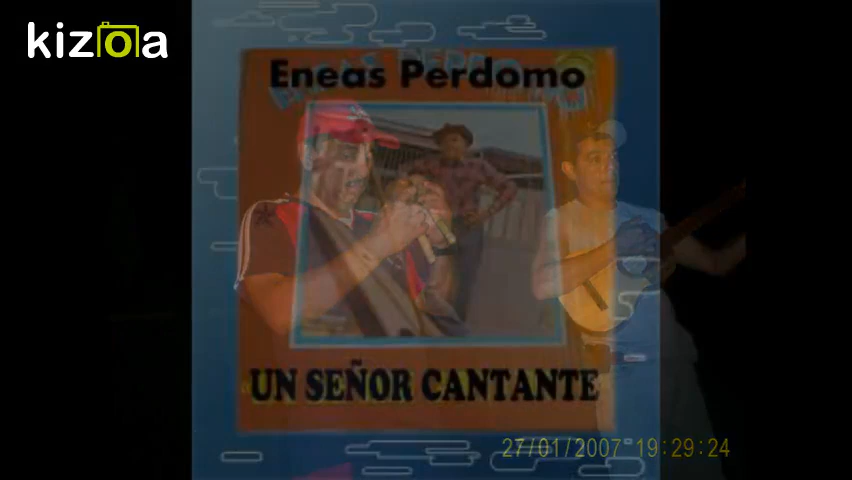 kizoa
Eneas Perdomo
UN SEÑOR CANTANTE
27/01/2007 19:29:24